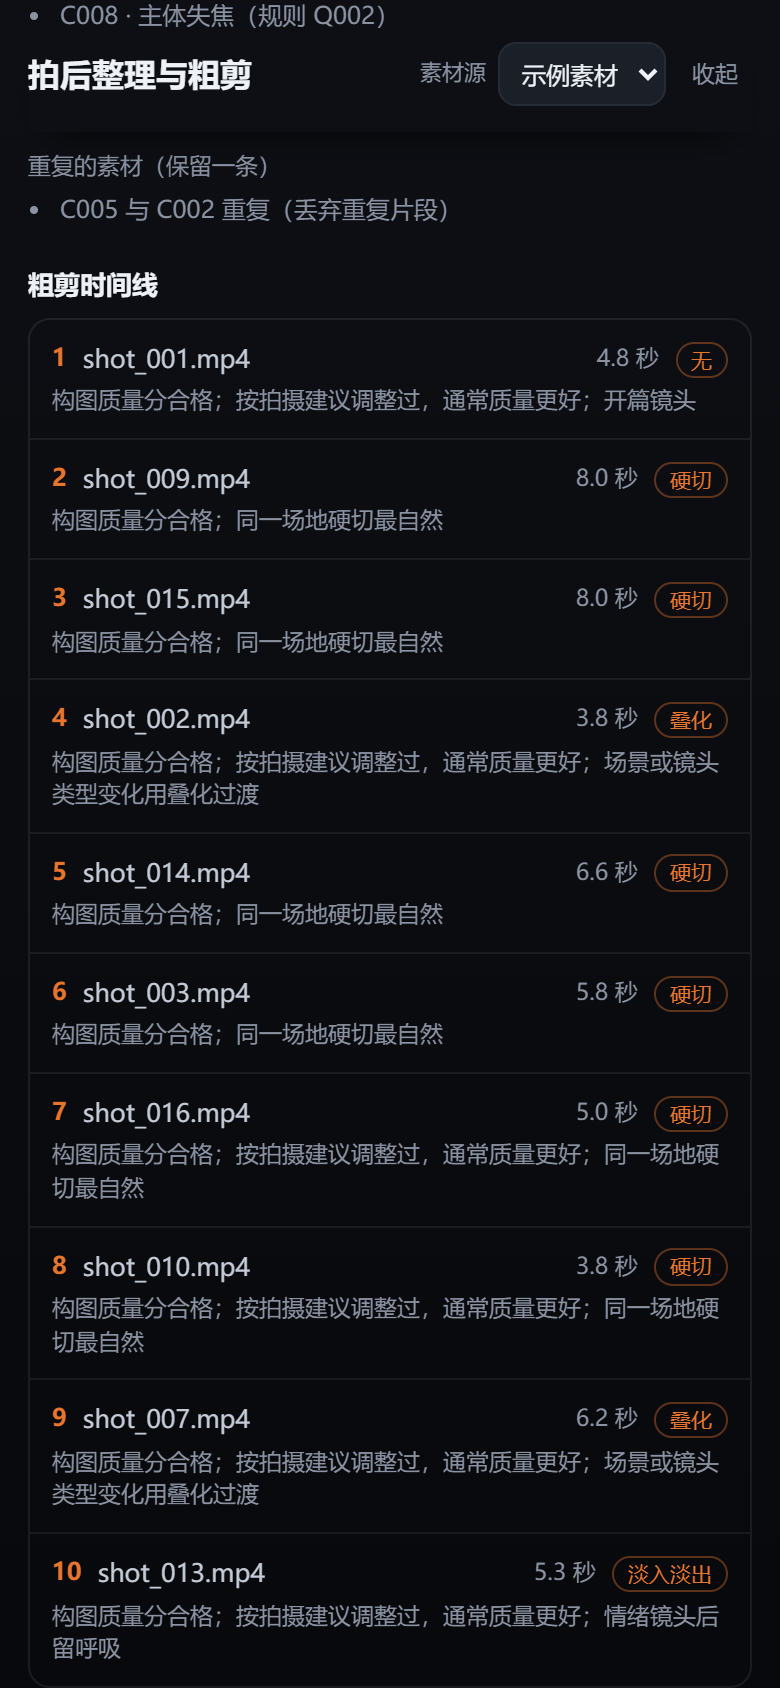 • C008 · 主体失焦（规则 Q002）
拍后整理与粗剪 素材源 示例素材 收起
重复的素材（保留一条）
• C005 与 C002 重复（丢弃重复片段）
粗剪时间线
1 shot_001.mp4 4.8 秒 无
构图质量分合格；按拍摄建议调整过，通常质量更好；开篇镜头
2 shot_009.mp4 8.0 秒 硬切
构图质量分合格；同一场地硬切最自然
3 shot_015.mp4 8.0 秒 硬切
构图质量分合格；同一场地硬切最自然
4 shot_002.mp4 3.8 秒 叠化
构图质量分合格；按拍摄建议调整过，通常质量更好；场景或镜头
类型变化用叠化过渡
5 shot_014.mp4 6.6 秒 硬切
构图质量分合格；同一场地硬切最自然
6 shot_003.mp4 5.8 秒 硬切
构图质量分合格；同一场地硬切最自然
7 shot_016.mp4 5.0 秒 硬切
构图质量分合格；按拍摄建议调整过，通常质量更好；同一场地硬
切最自然
8 shot_010.mp4 3.8 秒 硬切
构图质量分合格；按拍摄建议调整过，通常质量更好；同一场地硬
切最自然
9 shot_007.mp4 6.2 秒 叠化
构图质量分合格；按拍摄建议调整过，通常质量更好；场景或镜头
类型变化用叠化过渡
10 shot_013.mp4 5.3 秒 淡入淡出
构图质量分合格；按拍摄建议调整过，通常质量更好；情绪镜头后
留呼吸